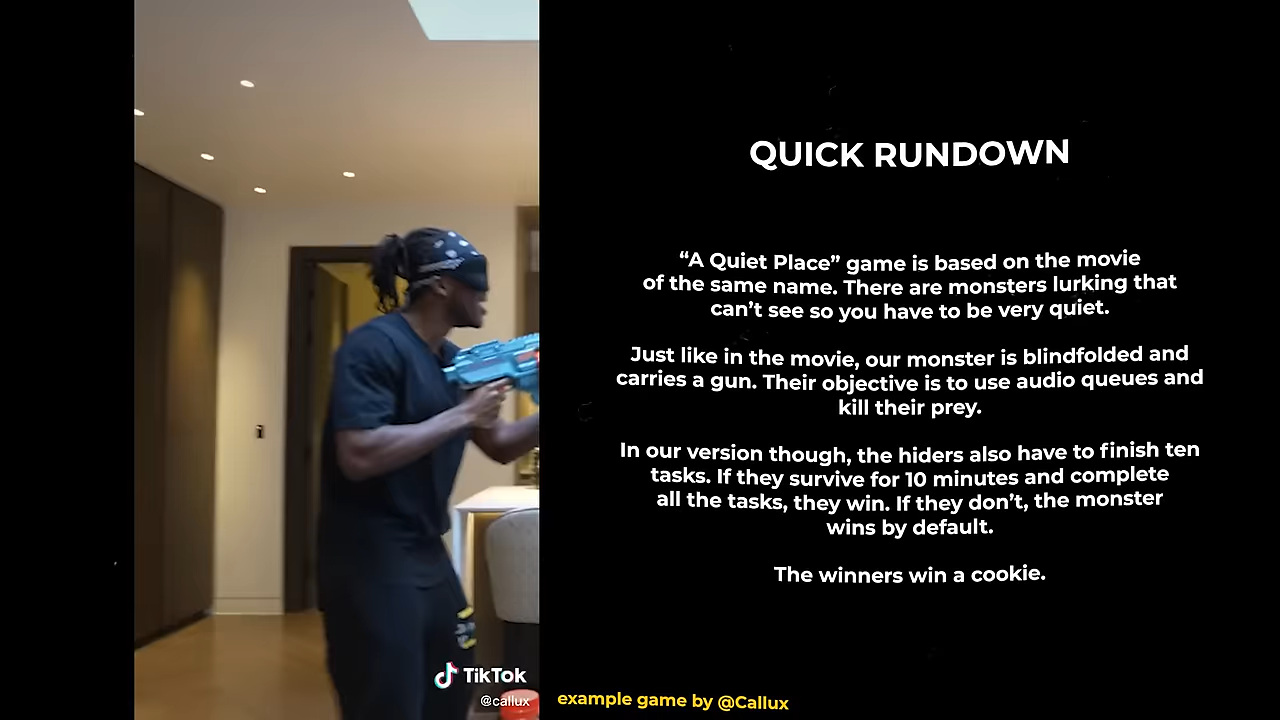 QUICK RUNDOWN
“A Quiet Place” game is based on the movie
of the same name. There are monsters lurking that
can’t see so you have to be very quiet.
Just like in the movie, our monster is blindfolded and
carries a gun. Their objective is to use audio queues and
kill their prey.
In our version though, the hiders also have to finish ten
tasks. If they survive for 10 minutes and complete
all the tasks, they win. If they don’t, the monster
wins by default.
The winners win a cookie.
TikTok
@callux
example game by @Callux